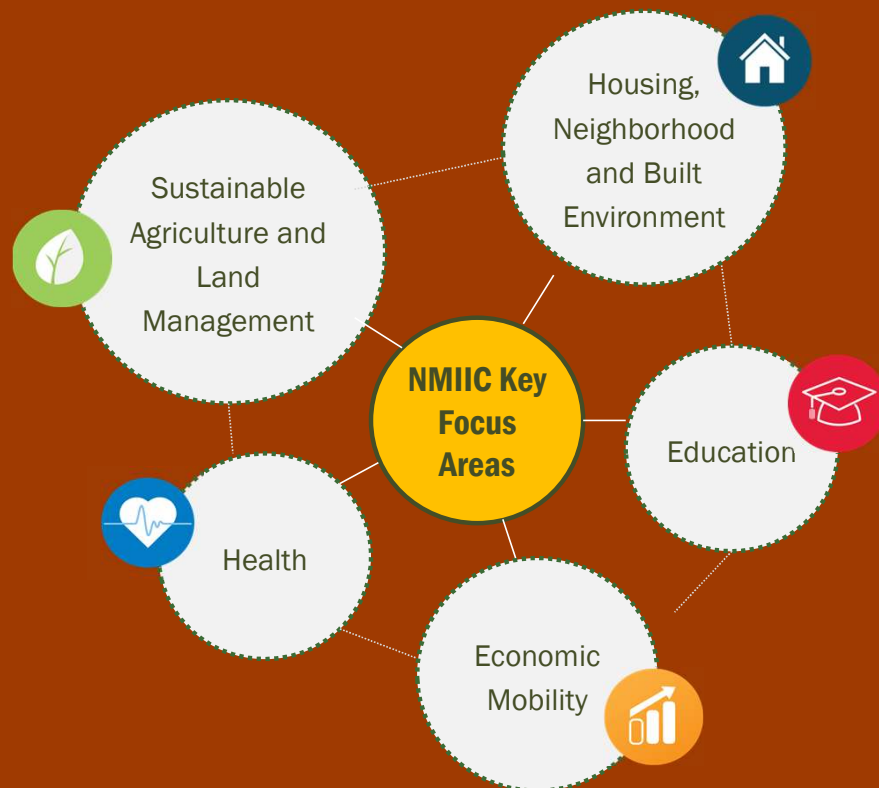 Housing,
Neighborhood
and Built
Environment
Sustainable
Agriculture and
Land
Management
NMIIC Key
Focus
Areas
Education
Health
Economic
Mobility